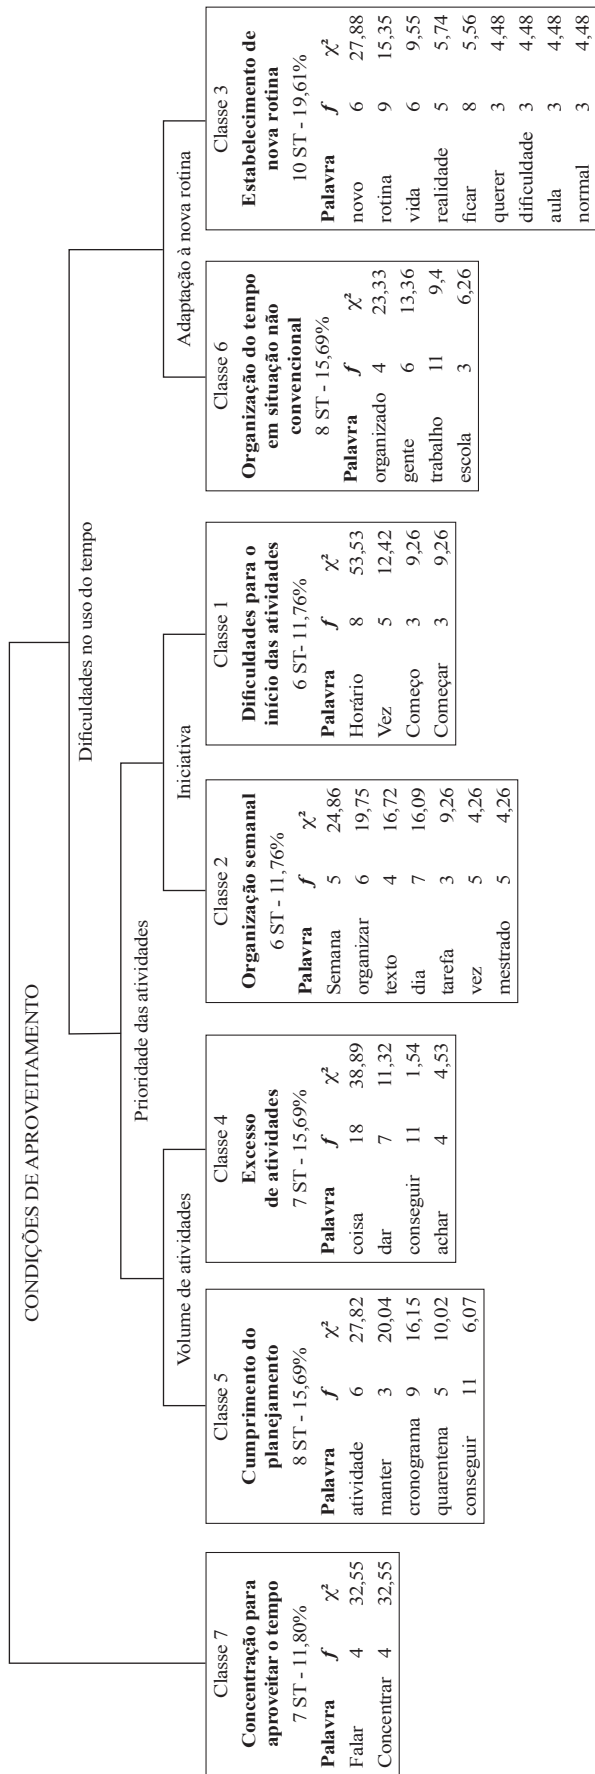 CONDIÇÕES DE APROVEITAMENTO
Dificuldades no uso do tempo
Prioridade das atividades
Volume de atividades
Iniciativa
Adaptação à nova rotina
Classe 7
Concentração para
aproveitar o tempo
7 ST - 11,80%
Palavra f χ²
Falar 4 32,55
Concentrar 4 32,55
Classe 5
Cumprimento do
planejamento
8 ST - 15,69%
Palavra f χ²
atividade 6 27,82
manter 3 20,04
cronograma 9 16,15
quarentena 5 10,02
conseguir 11 6,07
Classe 4
Excesso
de atividades
7 ST - 15,69%
Palavra f χ²
coisa 18 38,89
dar 7 11,32
conseguir 11 1,54
achar 4 4,53
Classe 2
Organização semanal
6 ST - 11,76%
Palavra f χ²
Semana 5 24,86
organizar 6 19,75
texto 4 16,72
dia 7 16,09
tarefa 3 9,26
vez 5 4,26
mestrado 5 4,26
Classe 1
Dificuldades para o
início das atividades
6 ST- 11,76%
Palavra f χ²
Horário 8 53,53
Vez 5 12,42
Começo 3 9,26
Começar 3 9,26
Classe 6
Organização do tempo
em situação não
convencional
8 ST - 15,69%
Palavra f χ²
organizado 4 23,33
gente 6 13,36
trabalho 11 9,4
escola 3 6,26
Classe 3
Estabelecimento de
nova rotina
10 ST - 19,61%
Palavra f χ²
novo 6 27,88
rotina 9 15,35
vida 6 9,55
realidade 5 5,74
ficar 8 5,56
querer 3 4,48
dificuldade 3 4,48
aula 3 4,48
normal 3 4,48